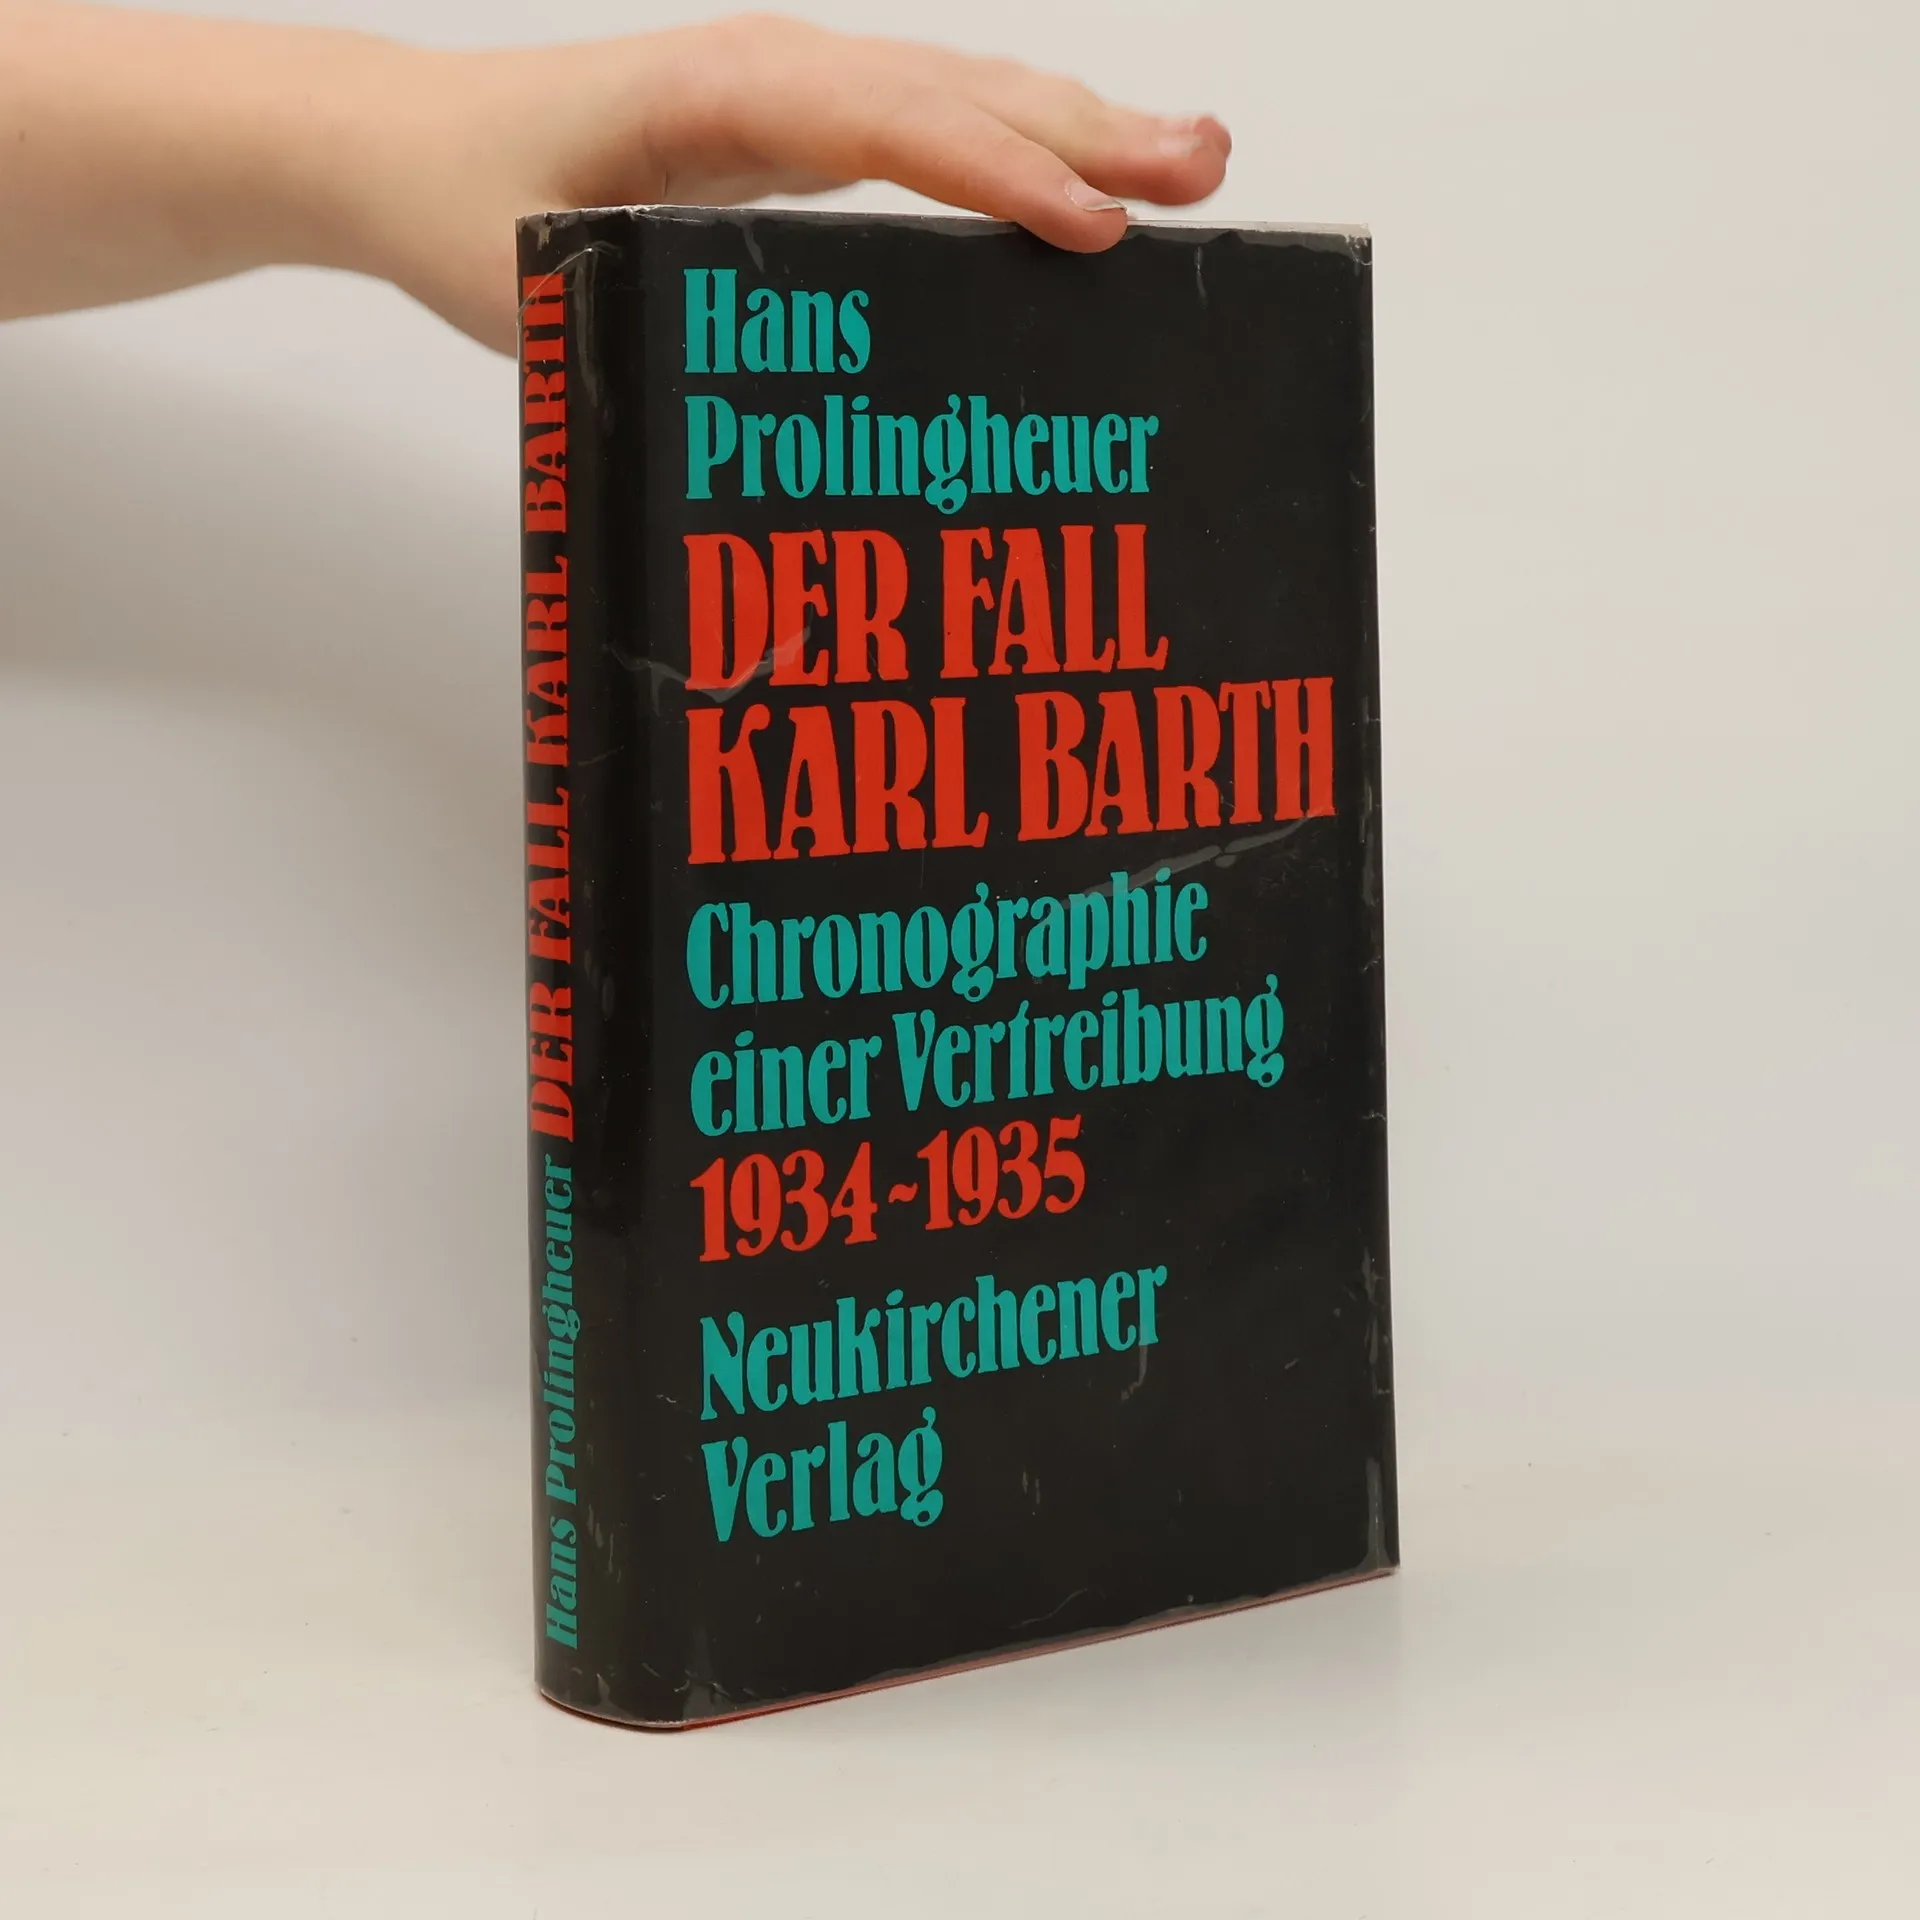 Hans
Prolingheuer
DER FALL
KARL BARTH
Chronographie
einer Vertreibung
1934~1935
Neukirchener
Verlag
Hans Prolingheuer DER FALL KARL BARTH